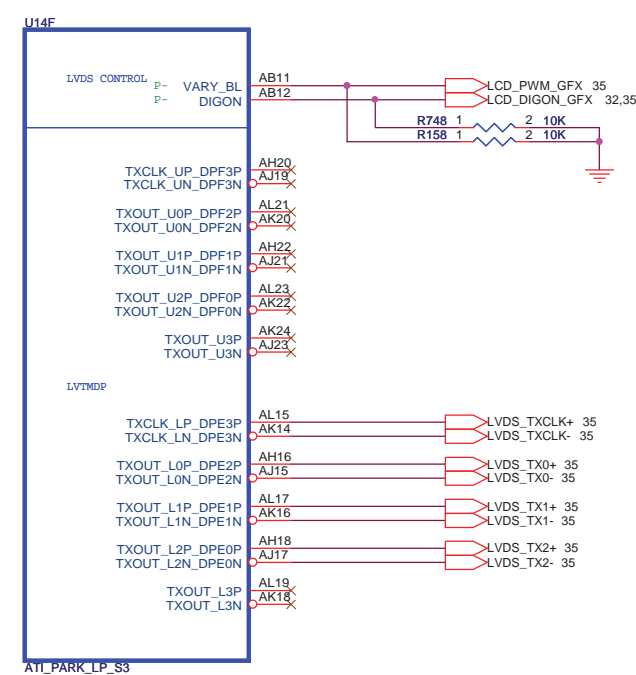 U14F
LVDS CONTROL P- VARY_BL AB11 LCD_PWM_GFX 35
P- DIGON AB12 LCD_DIGON_GFX 32,35
R748 1 2 10K
R158 1 2 10K
TXCLK_UP_DPF3P AH20
TXCLK_UN_DPF3N AJ19
TXOUT_U0P_DPF2P AL21
TXOUT_U0N_DPF2N AK20
TXOUT_U1P_DPF1P AH22
TXOUT_U1N_DPF1N AJ21
TXOUT_U2P_DPF0P AL23
TXOUT_U2N_DPF0N AK22
TXOUT_U3P AK24
TXOUT_U3N AJ23
LVTMDP
TXCLK_LP_DPE3P AL15 LVDS_TXCLK+ 35
TXCLK_LN_DPE3N AK14 LVDS_TXCLK- 35
TXOUT_L0P_DPE2P AH16 LVDS_TX0+ 35
TXOUT_L0N_DPE2N AJ15 LVDS_TX0- 35
TXOUT_L1P_DPE1P AL17 LVDS_TX1+ 35
TXOUT_L1N_DPE1N AK16 LVDS_TX1- 35
TXOUT_L2P_DPE0P AH18 LVDS_TX2+ 35
TXOUT_L2N_DPE0N AJ17 LVDS_TX2- 35
TXOUT_L3P AL19
TXOUT_L3N AK18
ATI_PARK_LP_S3